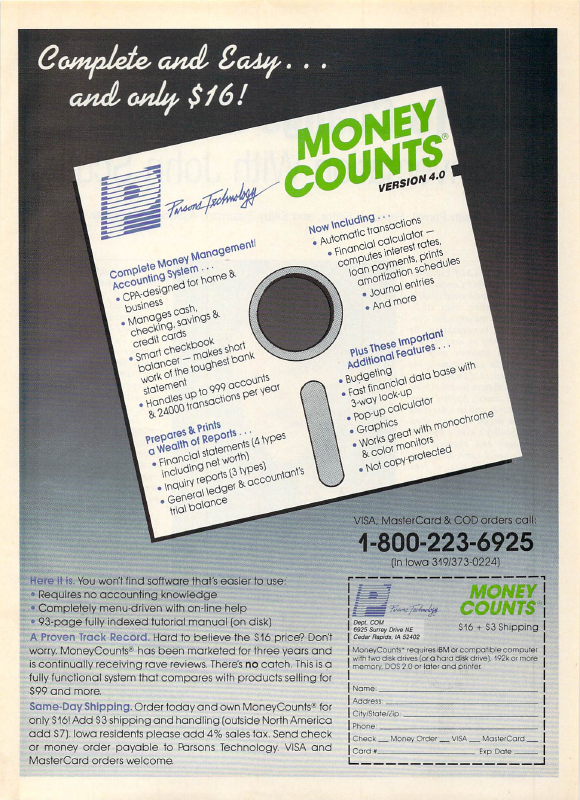 Complete and Easy...
and only $16!
MONEY
COUNTS®
VERSION 4.0
Parsons Technology
Complete Money Management/
Accounting System . . .
• CPA-designed for home &
business
• Manages cash,
checking, savings &
credit cards
• Smart checkbook
balancer — makes short
work of the toughest bank
statement
• Handles up to 999 accounts
& 24000 transactions per year
Prepares & Prints
a Wealth of Reports . . .
• Financial statements (4 types
including net worth)
• Inquiry reports (3 types)
• General ledger & accountant's
trial balance
Now Including . . .
• Automatic transactions
• Financial calculator —
computes interest rates,
loan payments, prints
amortization schedules
• Journal entries
• And more
Plus These Important
Additional Features . . .
• Budgeting
• Fast financial data base with
3-way look-up
• Pop-up calculator
• Graphics
• Works great with monochrome
& color monitors
• Not copy-protected
VISA, MasterCard & COD orders call:
1-800-223-6925
(In Iowa 319/373-0224)
Here it is. You won't find software that's easier to use:
• Requires no accounting knowledge
• Completely menu-driven with on-line help
• 93-page fully indexed tutorial manual (on disk)
A Proven Track Record. Hard to believe the $16 price? Don't
worry. MoneyCounts® has been marketed for three years and
is continually receiving rave reviews. There's no catch. This is a
fully functional system that compares with products selling for
$99 and more.
Same-Day Shipping. Order today and own MoneyCounts® for
only $16! Add $3 shipping and handling (outside North America
add $7). Iowa residents please add 4% sales tax. Send check
or money order payable to Parsons Technology. VISA and
MasterCard orders welcome.
Parsons Technology
MONEY
COUNTS®
Dept. COM
6925 Surrey Drive NE
Cedar Rapids, IA 52402
$16 + $3 Shipping
MoneyCounts® requires IBM or compatible computer
with two disk drives (or a hard disk drive), 192k or more
memory, DOS 2.0 or later and printer.
Name:
Address:
City/State/Zip:
Phone:
Check __ Money Order __ VISA __ MasterCard __
Card # Exp Date